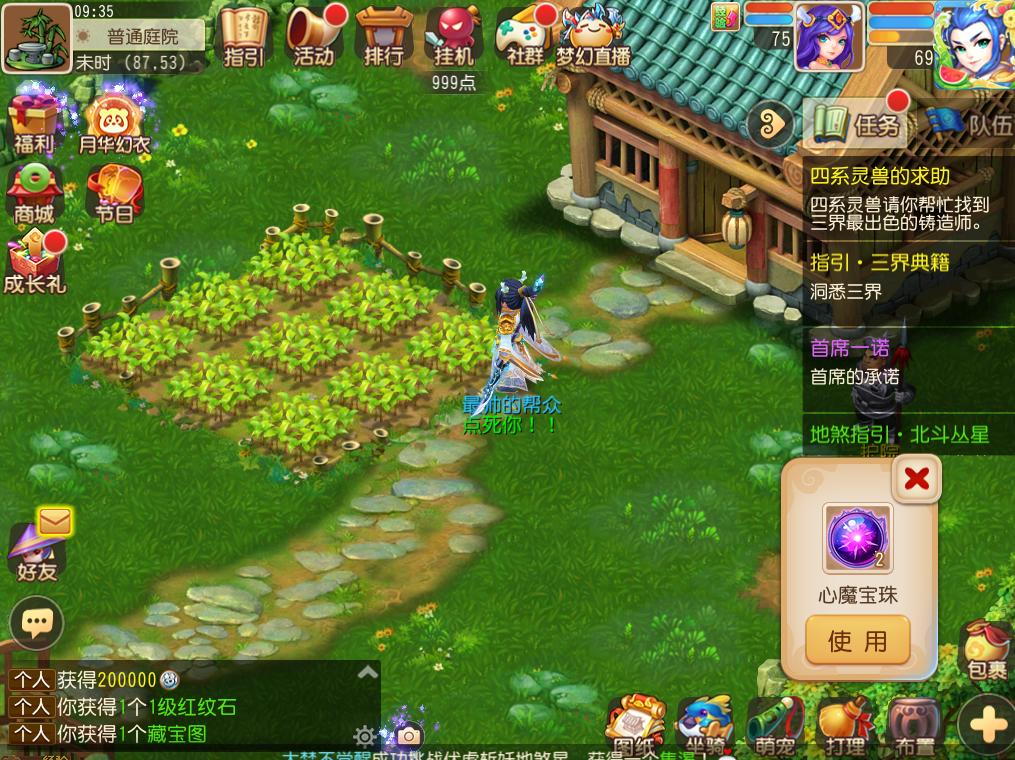 09:35
普通庭院
未时 (87,53)
指引
活动
排行
挂机
999点
社群
梦幻直播
经验
75
69
福利
月华幻衣
商城
节日
成长礼
任务
队伍
四系灵兽的求助
四系灵兽请你帮忙找到
三界最出色的铸造师。
指引·三界典籍
洞悉三界
首席一诺
首席的承诺
地煞指引·北斗丛星
护院
最帅的帮众
点死你！！
好友
2
心魔宝珠
使用
包裹
个人 获得200000
个人 你获得1个1级红纹石
个人 你获得1个藏宝图
图纸
坐骑
萌宠
打理
布置